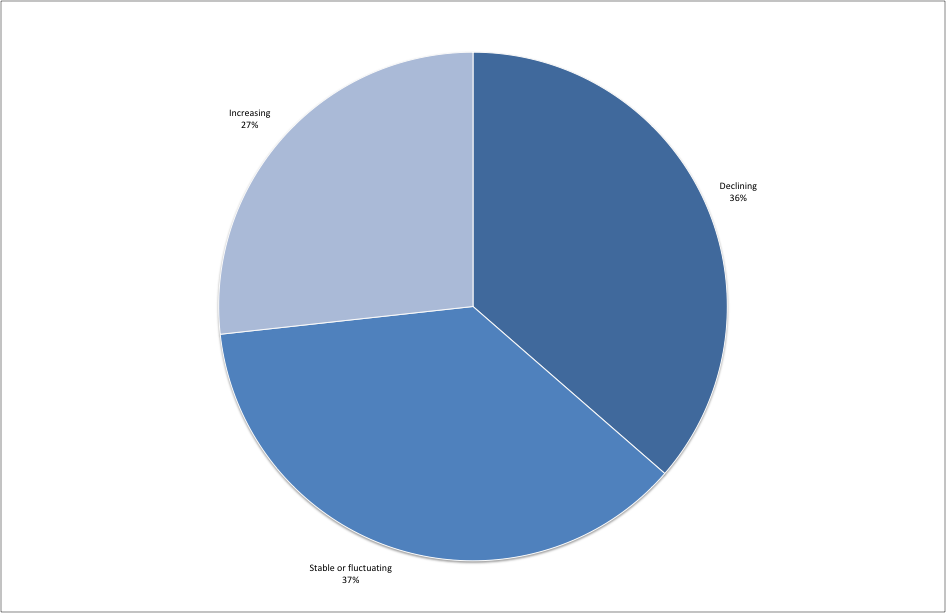 Increasing
27%
Declining
36%
Stable or fluctuating
37%